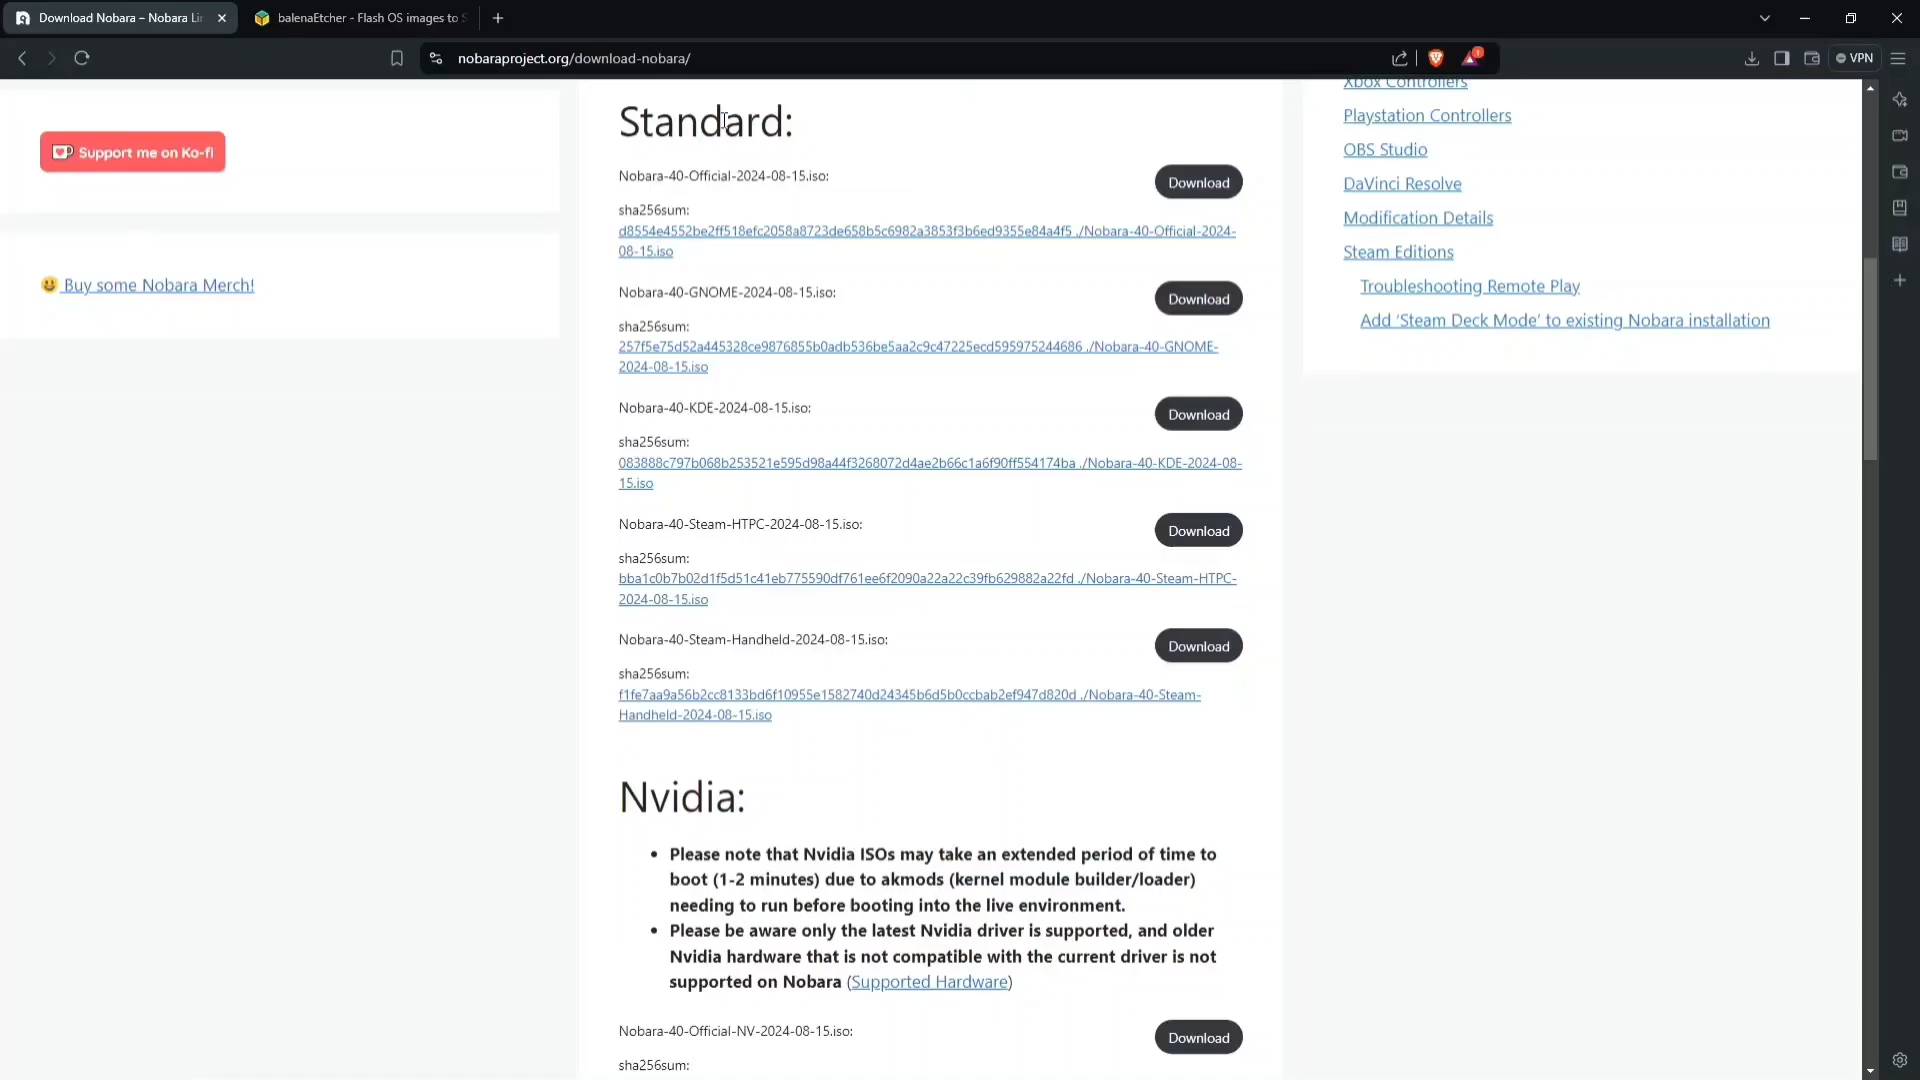 Download Nobara – Nobara Li
balenaEtcher - Flash OS images to S
nobaraproject.org/download-nobara/
1
VPN
Support me on Ko-fi
Buy some Nobara Merch!
Standard:
Nobara-40-Official-2024-08-15.iso:
Download
sha256sum:
d8554e4552be2ff518efc2058a8723de658b5c6982a3853f3b6ed9355e84a4f5 ./Nobara-40-Official-2024-
08-15.iso
Nobara-40-GNOME-2024-08-15.iso:
Download
sha256sum:
257f5e75d52a445328ce9876855b0adb536be5aa2c9c47225ecd595975244686 ./Nobara-40-GNOME-
2024-08-15.iso
Nobara-40-KDE-2024-08-15.iso:
Download
sha256sum:
083888c797b068b253521e595d98a44f3268072d4ae2b66c1a6f90ff554174ba ./Nobara-40-KDE-2024-08-
15.iso
Nobara-40-Steam-HTPC-2024-08-15.iso:
Download
sha256sum:
bba1c0b7b02d1f5d51c41eb775590df761ee6f2090a22a22c39fb629882a22fd ./Nobara-40-Steam-HTPC-
2024-08-15.iso
Nobara-40-Steam-Handheld-2024-08-15.iso:
Download
sha256sum:
f1fe7aa9a56b2cc8133bd6f10955e1582740d24345b6d5b0ccbab2ef947d820d ./Nobara-40-Steam-
Handheld-2024-08-15.iso
Nvidia:
• Please note that Nvidia ISOs may take an extended period of time to
boot (1-2 minutes) due to akmods (kernel module builder/loader)
needing to run before booting into the live environment.
• Please be aware only the latest Nvidia driver is supported, and older
Nvidia hardware that is not compatible with the current driver is not
supported on Nobara (Supported Hardware)
Nobara-40-Official-NV-2024-08-15.iso:
Download
sha256sum:
Xbox Controllers
Playstation Controllers
OBS Studio
DaVinci Resolve
Modification Details
Steam Editions
Troubleshooting Remote Play
Add ‘Steam Deck Mode’ to existing Nobara installation